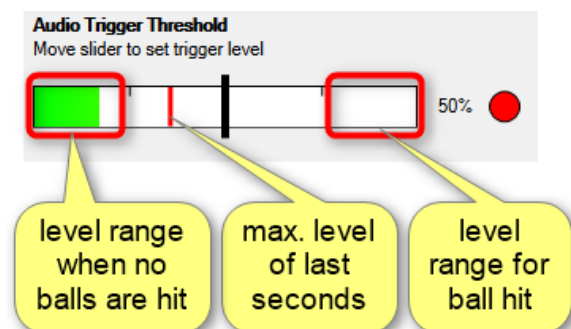 Audio Trigger Threshold
Move slider to set trigger level
50%
level range
when no
balls are hit
max. level
of last
seconds
level
range for
ball hit